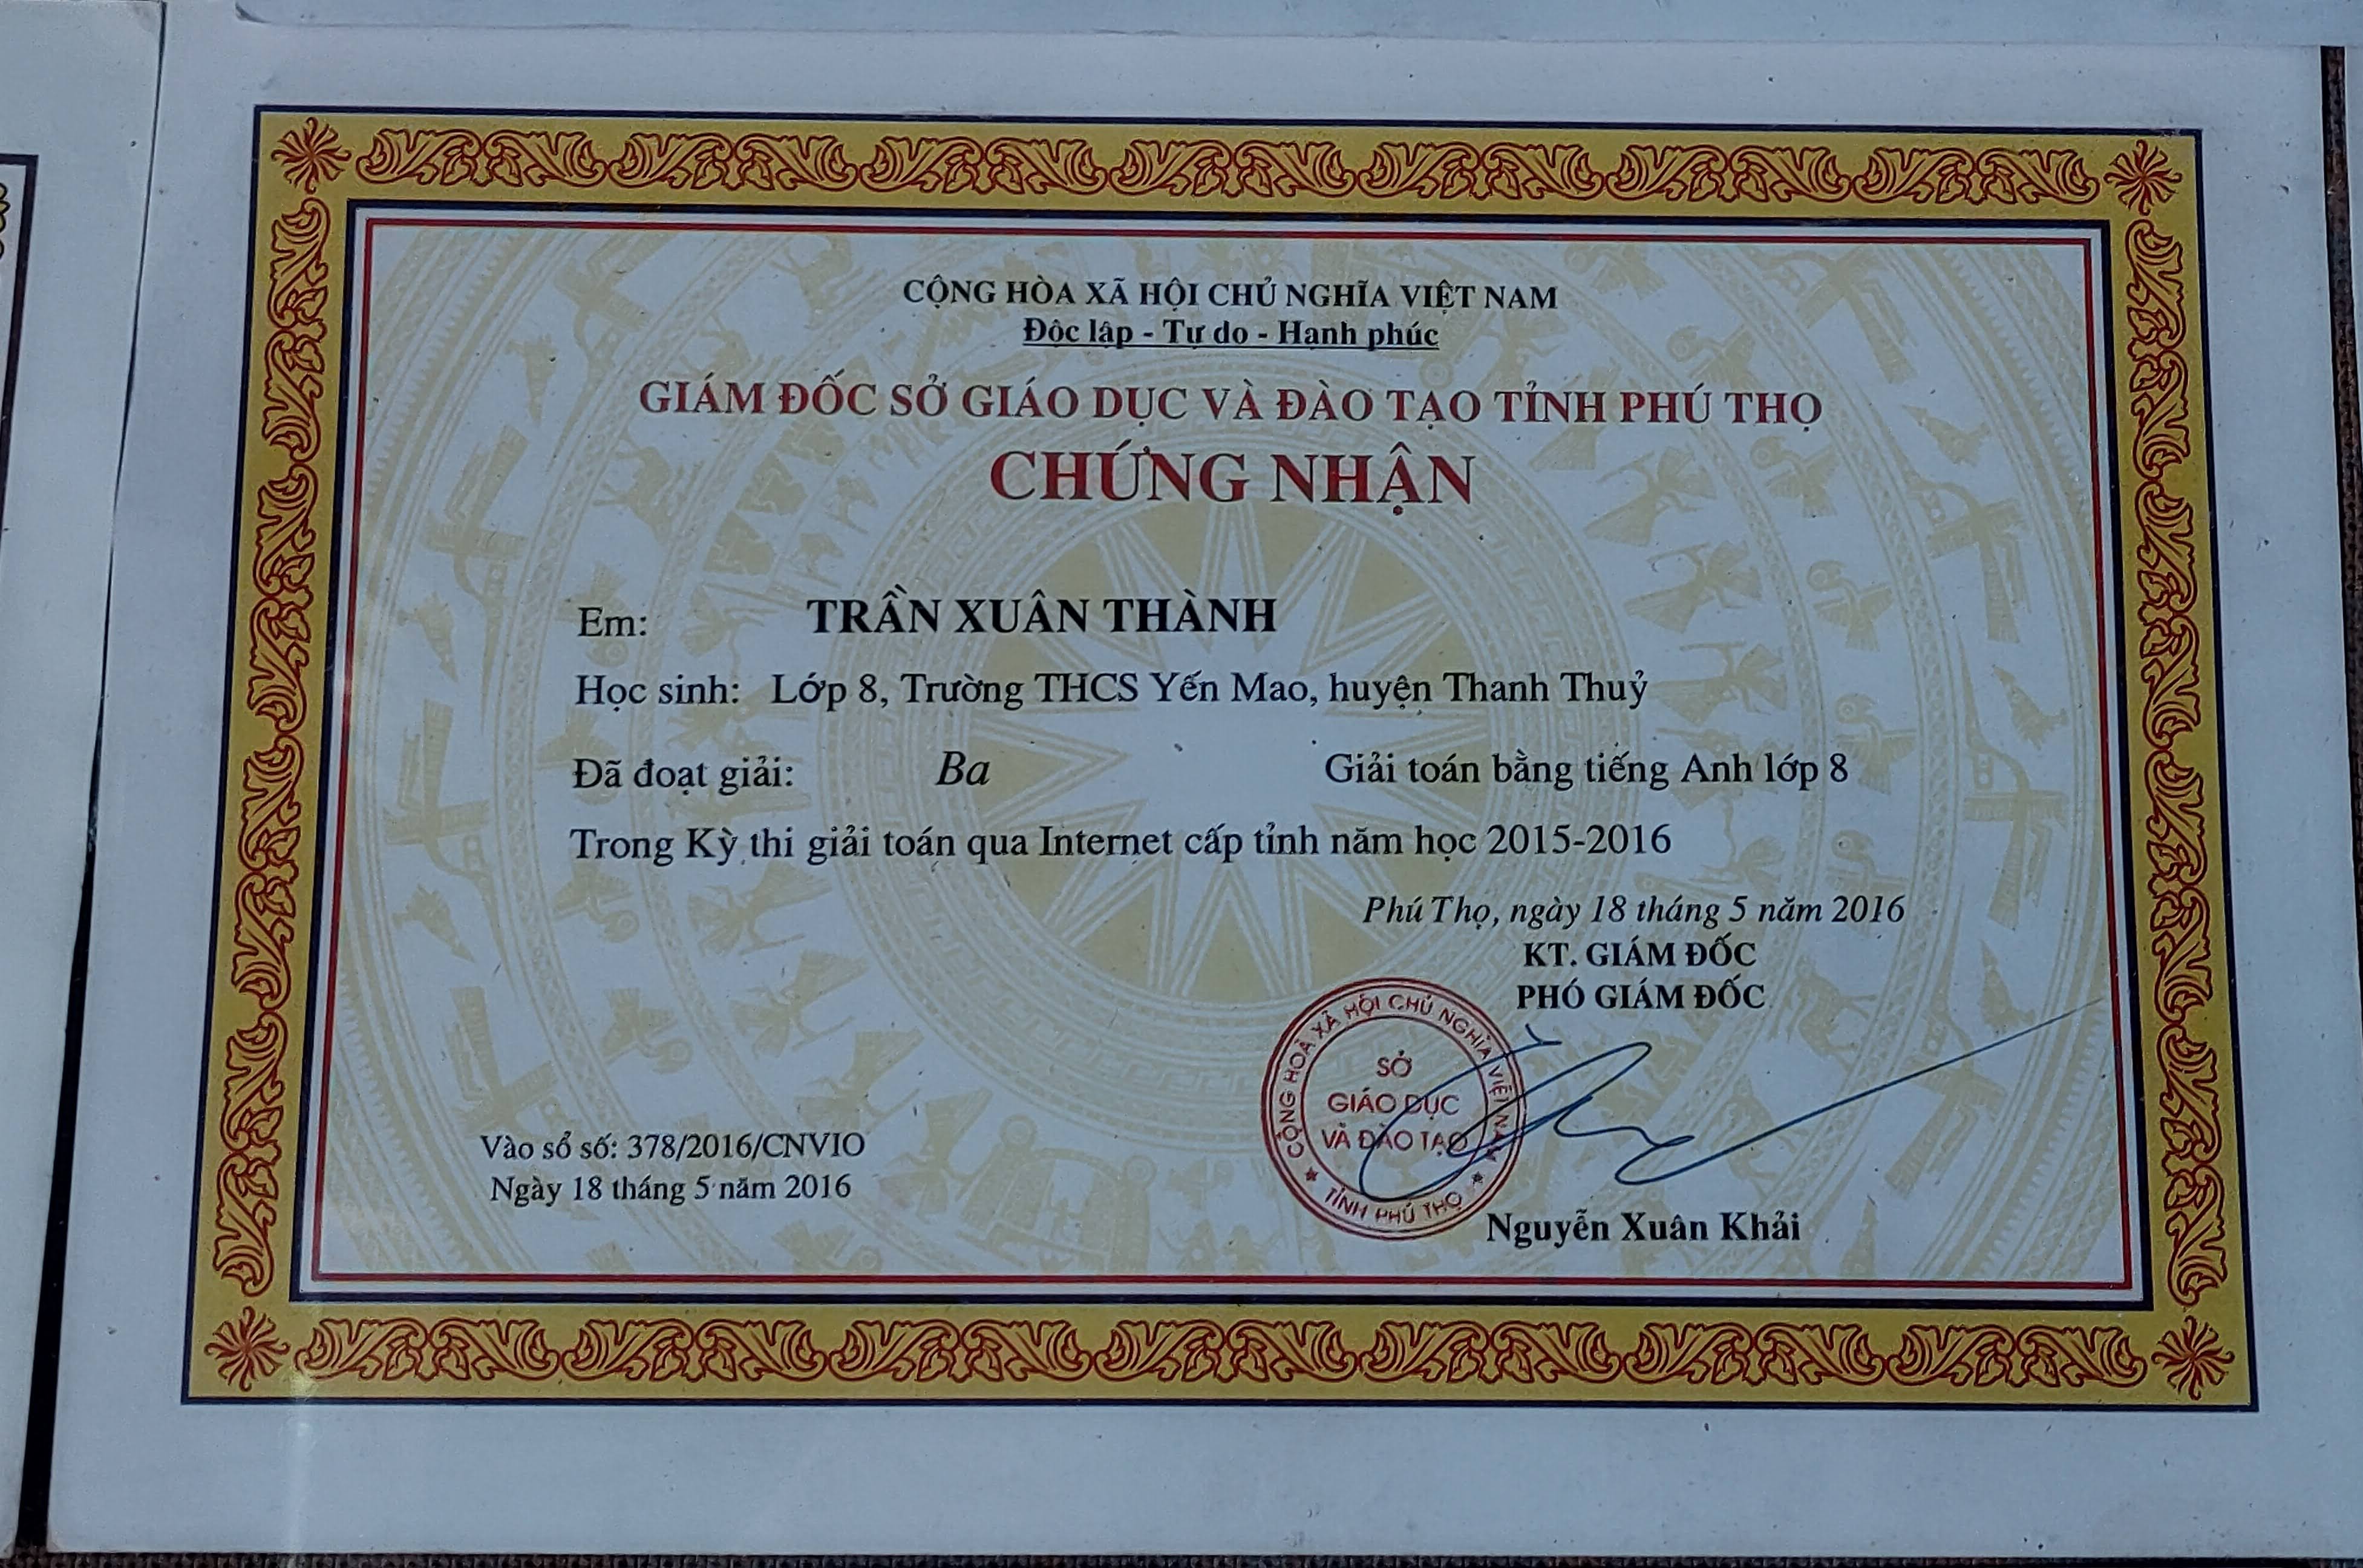 CỘNG HÒA XÃ HỘI CHỦ NGHĨA VIỆT NAM
Độc lập - Tự do - Hạnh phúc
GIÁM ĐỐC SỞ GIÁO DỤC VÀ ĐÀO TẠO TỈNH PHÚ THỌ
CHỨNG NHẬN
Em: TRẦN XUÂN THÀNH
Học sinh: Lớp 8, Trường THCS Yến Mao, huyện Thanh Thuỷ
Đã đoạt giải: Ba Giải toán bằng tiếng Anh lớp 8
Trong Kỳ thi giải toán qua Internet cấp tỉnh năm học 2015-2016
Phú Thọ, ngày 18 tháng 5 năm 2016
KT. GIÁM ĐỐC
PHÓ GIÁM ĐỐC
CỘNG HOÀ XÃ HỘI CHỦ NGHĨA VIỆT NAM
SỞ
GIÁO DỤC
VÀ ĐÀO TẠO
TỈNH PHÚ THỌ
Vào sổ số: 378/2016/CNVIO
Ngày 18 tháng 5 năm 2016
Nguyễn Xuân Khải